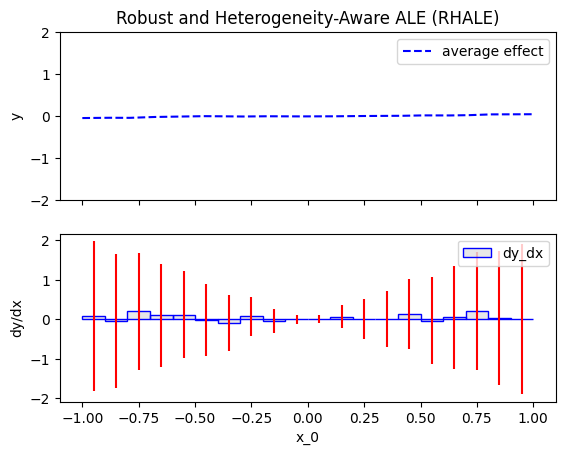 Robust and Heterogeneity-Aware ALE (RHALE)
2
1
0
−1
−2
y
average effect
2
1
0
−1
−2
dy/dx
dy_dx
−1.00 −0.75 −0.50 −0.25 0.00 0.25 0.50 0.75 1.00
x_0